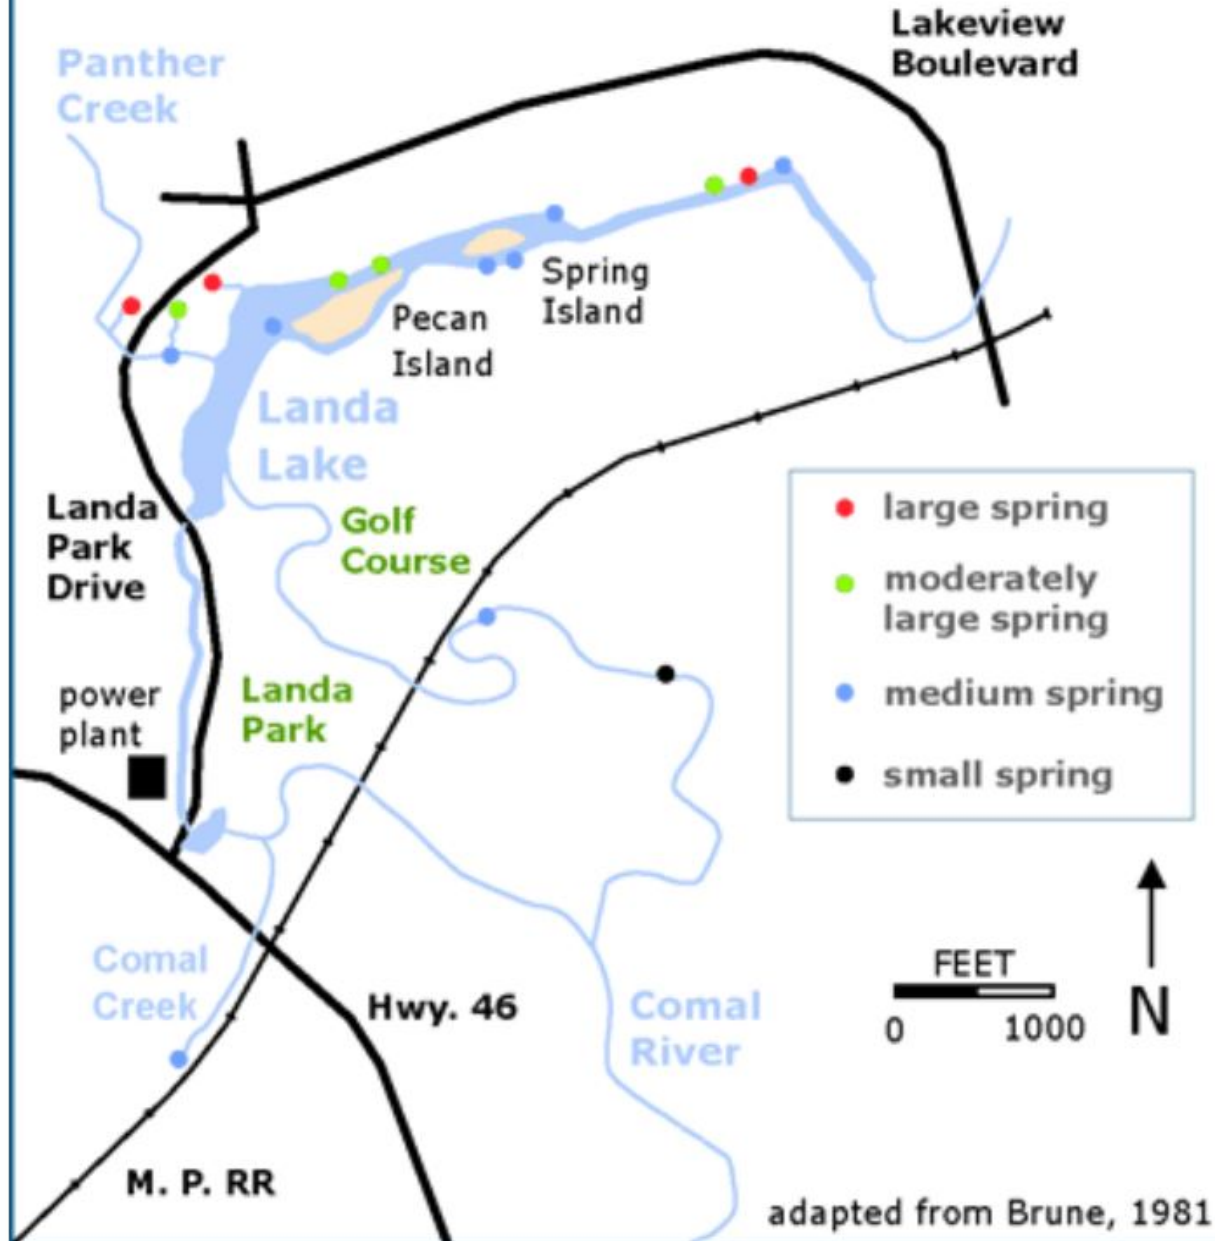 Lakeview
Boulevard
Panther
Creek
Spring
Island
Pecan
Island
Landa
Lake
Landa
Park
Drive
Golf
Course
large spring
moderately
large spring
medium spring
small spring
power
plant
Landa
Park
Comal
Creek
Hwy. 46
Comal
River
FEET
0 1000
N
M. P. RR
adapted from Brune, 1981